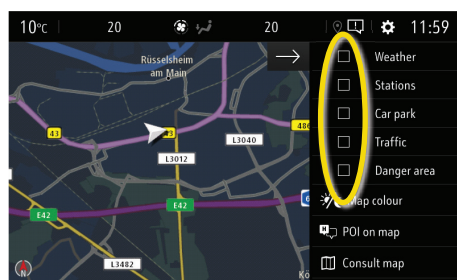 10°C 20 20 11:59
Rüsselsheim
am Main
Weather
Stations
Car park
Traffic
Danger area
Map colour
POI on map
Consult map
43
L3040
L3012
E42
E42
L3482
N